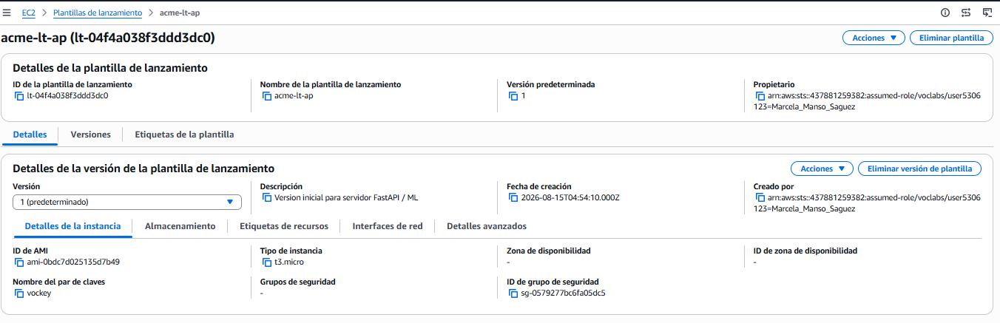 EC2 > Plantillas de lanzamiento > acme-lt-ap
acme-lt-ap (lt-04f4a038f3ddd3dc0)
Acciones
Eliminar plantilla
Detalles de la plantilla de lanzamiento
ID de la plantilla de lanzamiento
lt-04f4a038f3ddd3dc0
Nombre de la plantilla de lanzamiento
acme-lt-ap
Versión predeterminada
1
Propietario
arn:aws:sts::437881259382:assumed-role/voclabs/user5306
123=Marcela_Manso_Saguez
Detalles
Versiones
Etiquetas de la plantilla
Detalles de la versión de la plantilla de lanzamiento
Acciones
Eliminar versión de plantilla
Versión
1 (predeterminado)
Descripción
Version inicial para servidor FastAPI / ML
Fecha de creación
2026-08-15T04:54:10.000Z
Creado por
arn:aws:sts::437881259382:assumed-role/voclabs/user5306
123=Marcela_Manso_Saguez
Detalles de la instancia
Almacenamiento
Etiquetas de recursos
Interfaces de red
Detalles avanzados
ID de AMI
ami-0bdc7d025135d7b49
Tipo de instancia
t3.micro
Zona de disponibilidad
-
ID de zona de disponibilidad
-
Nombre del par de claves
vockey
Grupos de seguridad
-
ID de grupo de seguridad
sg-0579277bc6fa05dc5